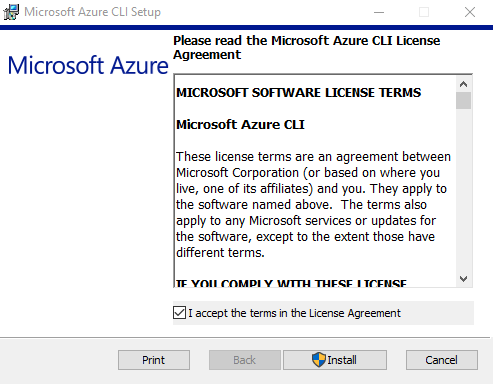 Microsoft Azure CLI Setup
Please read the Microsoft Azure CLI License
Agreement
Microsoft Azure
MICROSOFT SOFTWARE LICENSE TERMS
Microsoft Azure CLI
These license terms are an agreement between
Microsoft Corporation (or based on where you
live, one of its affiliates) and you. They apply to
the software named above.  The terms also
apply to any Microsoft services or updates for
the software, except to the extent those have
different terms.
IF YOU COMPLY WITH THESE LICENSE
I accept the terms in the License Agreement
Print
Back
Install
Cancel